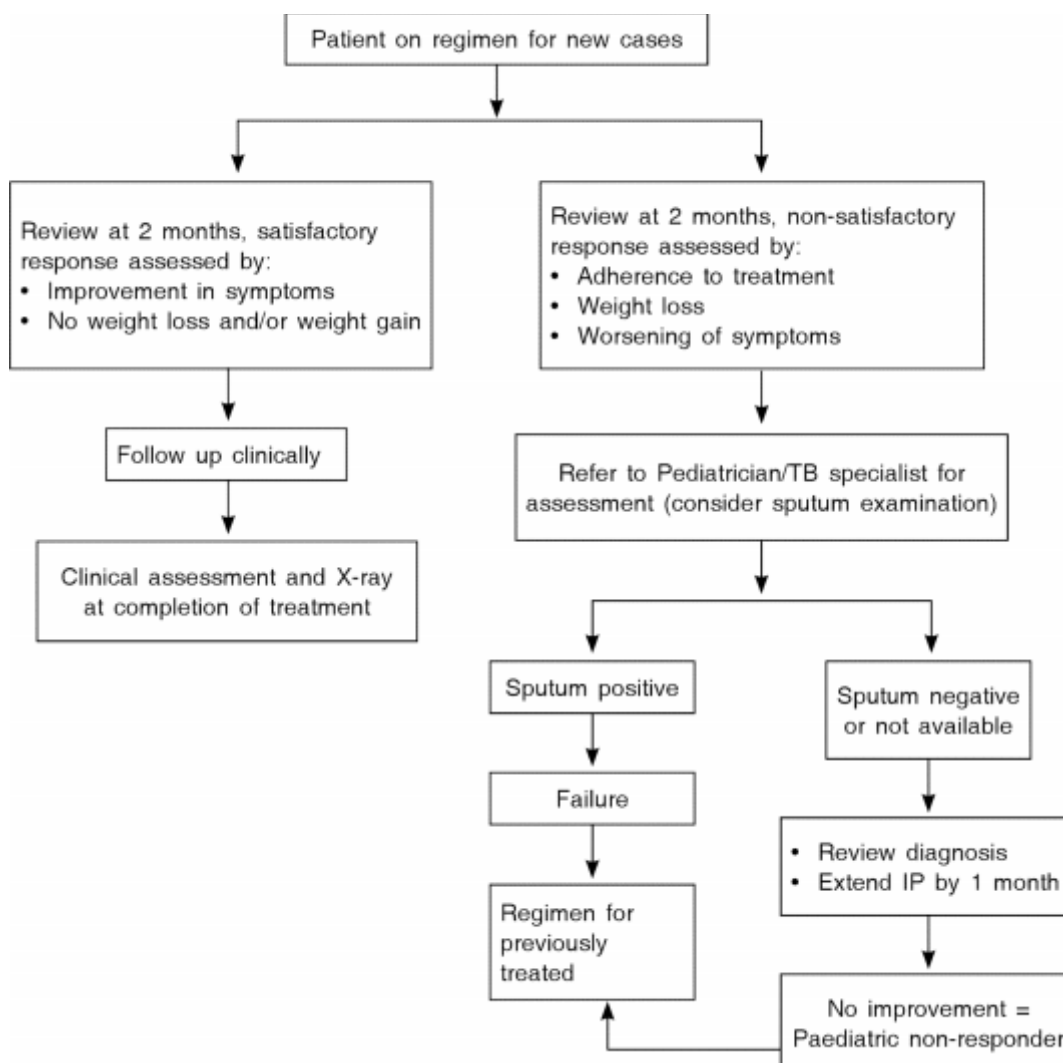 Patient on regimen for new cases
Review at 2 months, satisfactory
response assessed by:
• Improvement in symptoms
• No weight loss and/or weight gain
Follow up clinically
Clinical assessment and X-ray
at completion of treatment
Review at 2 months, non-satisfactory
response assessed by:
• Adherence to treatment
• Weight loss
• Worsening of symptoms
Refer to Pediatrician/TB specialist for
assessment (consider sputum examination)
Sputum positive
Failure
Regimen for
previously
treated
Sputum negative
or not available
• Review diagnosis
• Extend IP by 1 month
No improvement =
Paediatric non-responder